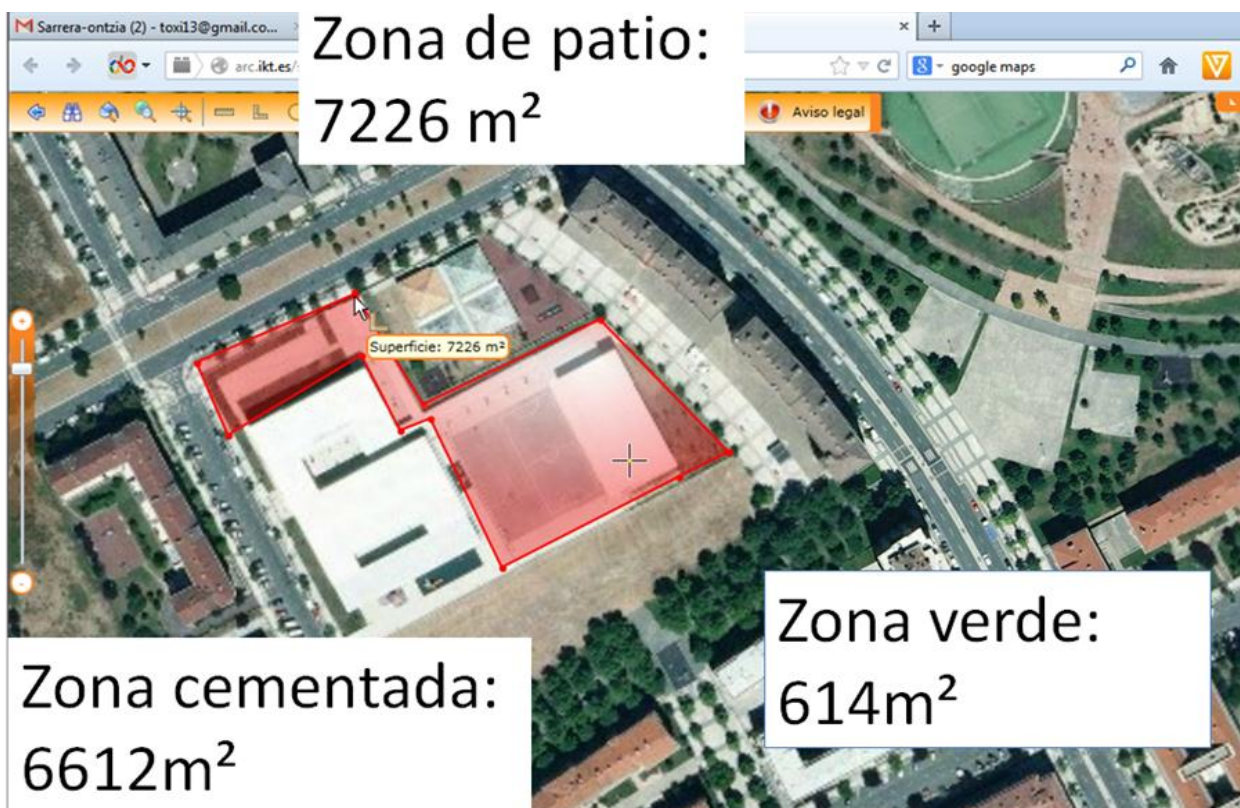 Sarrera-ontzia (2) - toxi13@gmail.co...
Zona de patio:
7226 m²
arc.ikt.es/
google maps
Aviso legal
Superficie: 7226 m²
Zona verde:
614m²
Zona cementada:
6612m²